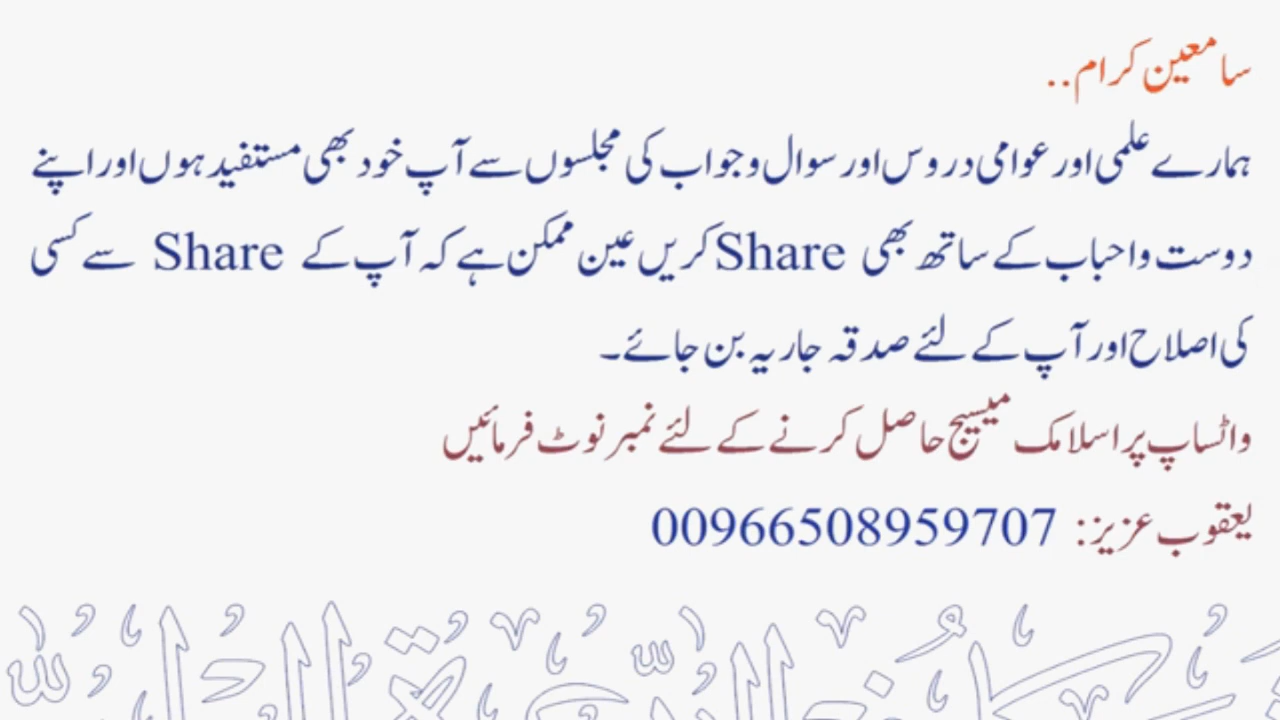 سامعین کرام..
ہمارے علمی اور عوامی دروس اور سوال وجواب کی مجلسوں سے آپ خود بھی مستفید ہوں اور اپنے
دوست واحباب کے ساتھ بھی Share کریں عین ممکن ہے کہ آپ کے Share سے کسی
کی اصلاح اور آپ کے لئے صدقہ جاریہ بن جائے۔
واٹساپ پر اسلامک میسیج حاصل کرنے کے لئے نمبر نوٹ فرمائیں
یعقوب عزیز: 00966508959707